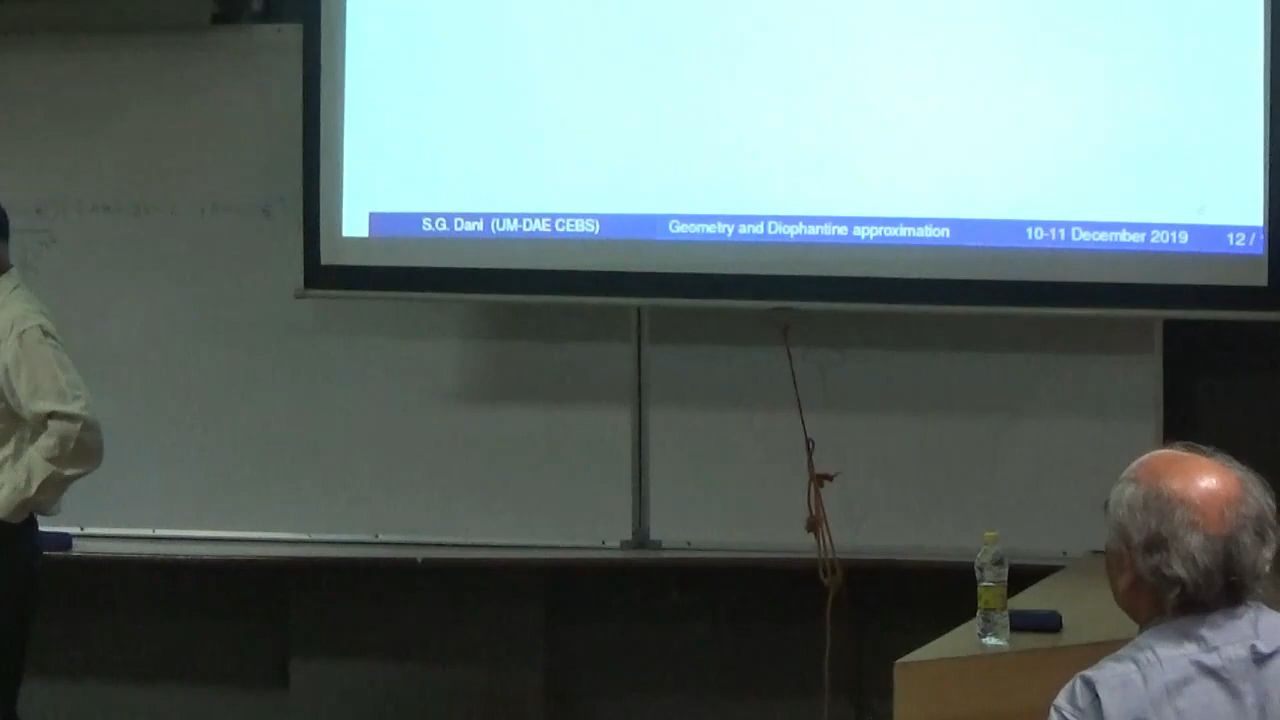 S.G. Dani (UM-DAE CEBS) Geometry and Diophantine approximation 10-11 December 2019 12 /